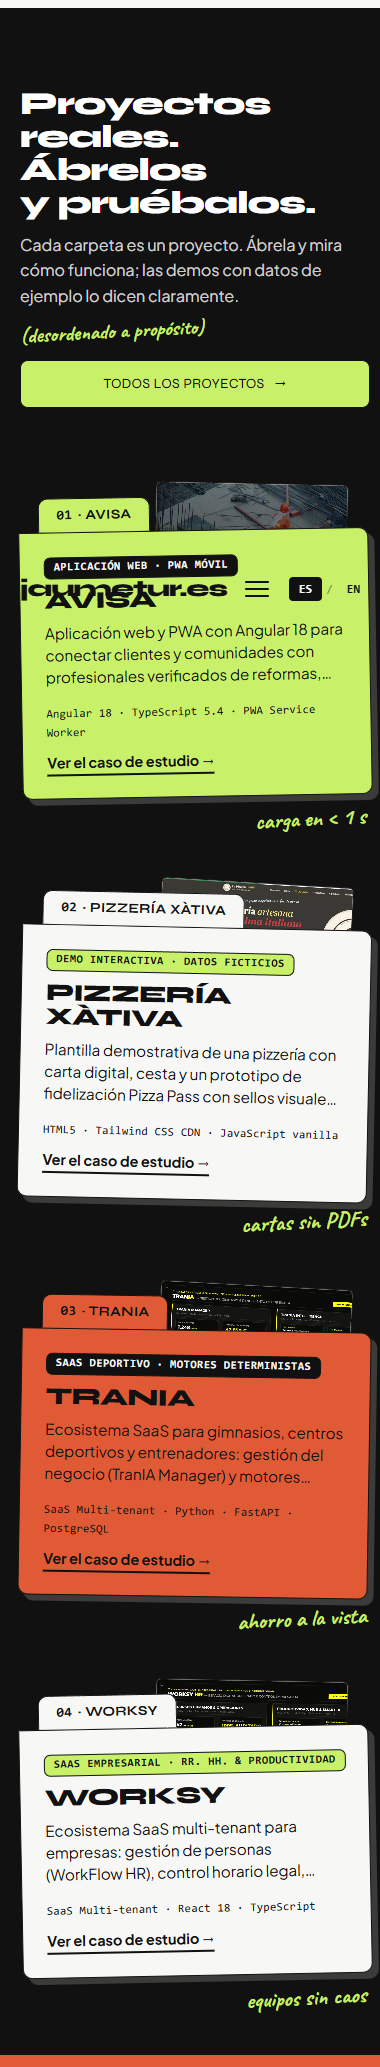 Proyectos
reales.
Ábrelos
y pruébalos.
Cada carpeta es un proyecto. Ábrela y mira
cómo funciona; las demos con datos de
ejemplo lo dicen claramente.
(desordenado a propósito)
TODOS LOS PROYECTOS →
01 · AVISA
APLICACIÓN WEB · PWA MÓVIL
jaumetur.es
ES / EN
AVISA
Aplicación web y PWA con Angular 18 para
conectar clientes y comunidades con
profesionales verificados de reformas,…
Angular 18 · TypeScript 5.4 · PWA Service
Worker
Ver el caso de estudio →
carga en < 1 s
02 · PIZZERÍA XÀTIVA
DEMO INTERACTIVA · DATOS FICTICIOS
PIZZERÍA
XÀTIVA
Plantilla demostrativa de una pizzería con
carta digital, cesta y un prototipo de
fidelización Pizza Pass con sellos visuale…
HTML5 · Tailwind CSS CDN · JavaScript vanilla
Ver el caso de estudio →
cartas sin PDFs
TRANIA
03 · TRANIA
SAAS DEPORTIVO · MOTORES DETERMINISTAS
TRANIA
Ecosistema SaaS para gimnasios, centros
deportivos y entrenadores: gestión del
negocio (TranIA Manager) y motores…
SaaS Multi-tenant · Python · FastAPI ·
PostgreSQL
Ver el caso de estudio →
ahorro a la vista
WORKSY
04 · WORKSY
SAAS EMPRESARIAL · RR. HH. & PRODUCTIVIDAD
WORKSY
Ecosistema SaaS multi-tenant para
empresas: gestión de personas
(WorkFlow HR), control horario legal,…
SaaS Multi-tenant · React 18 · TypeScript
Ver el caso de estudio →
equipos sin caos